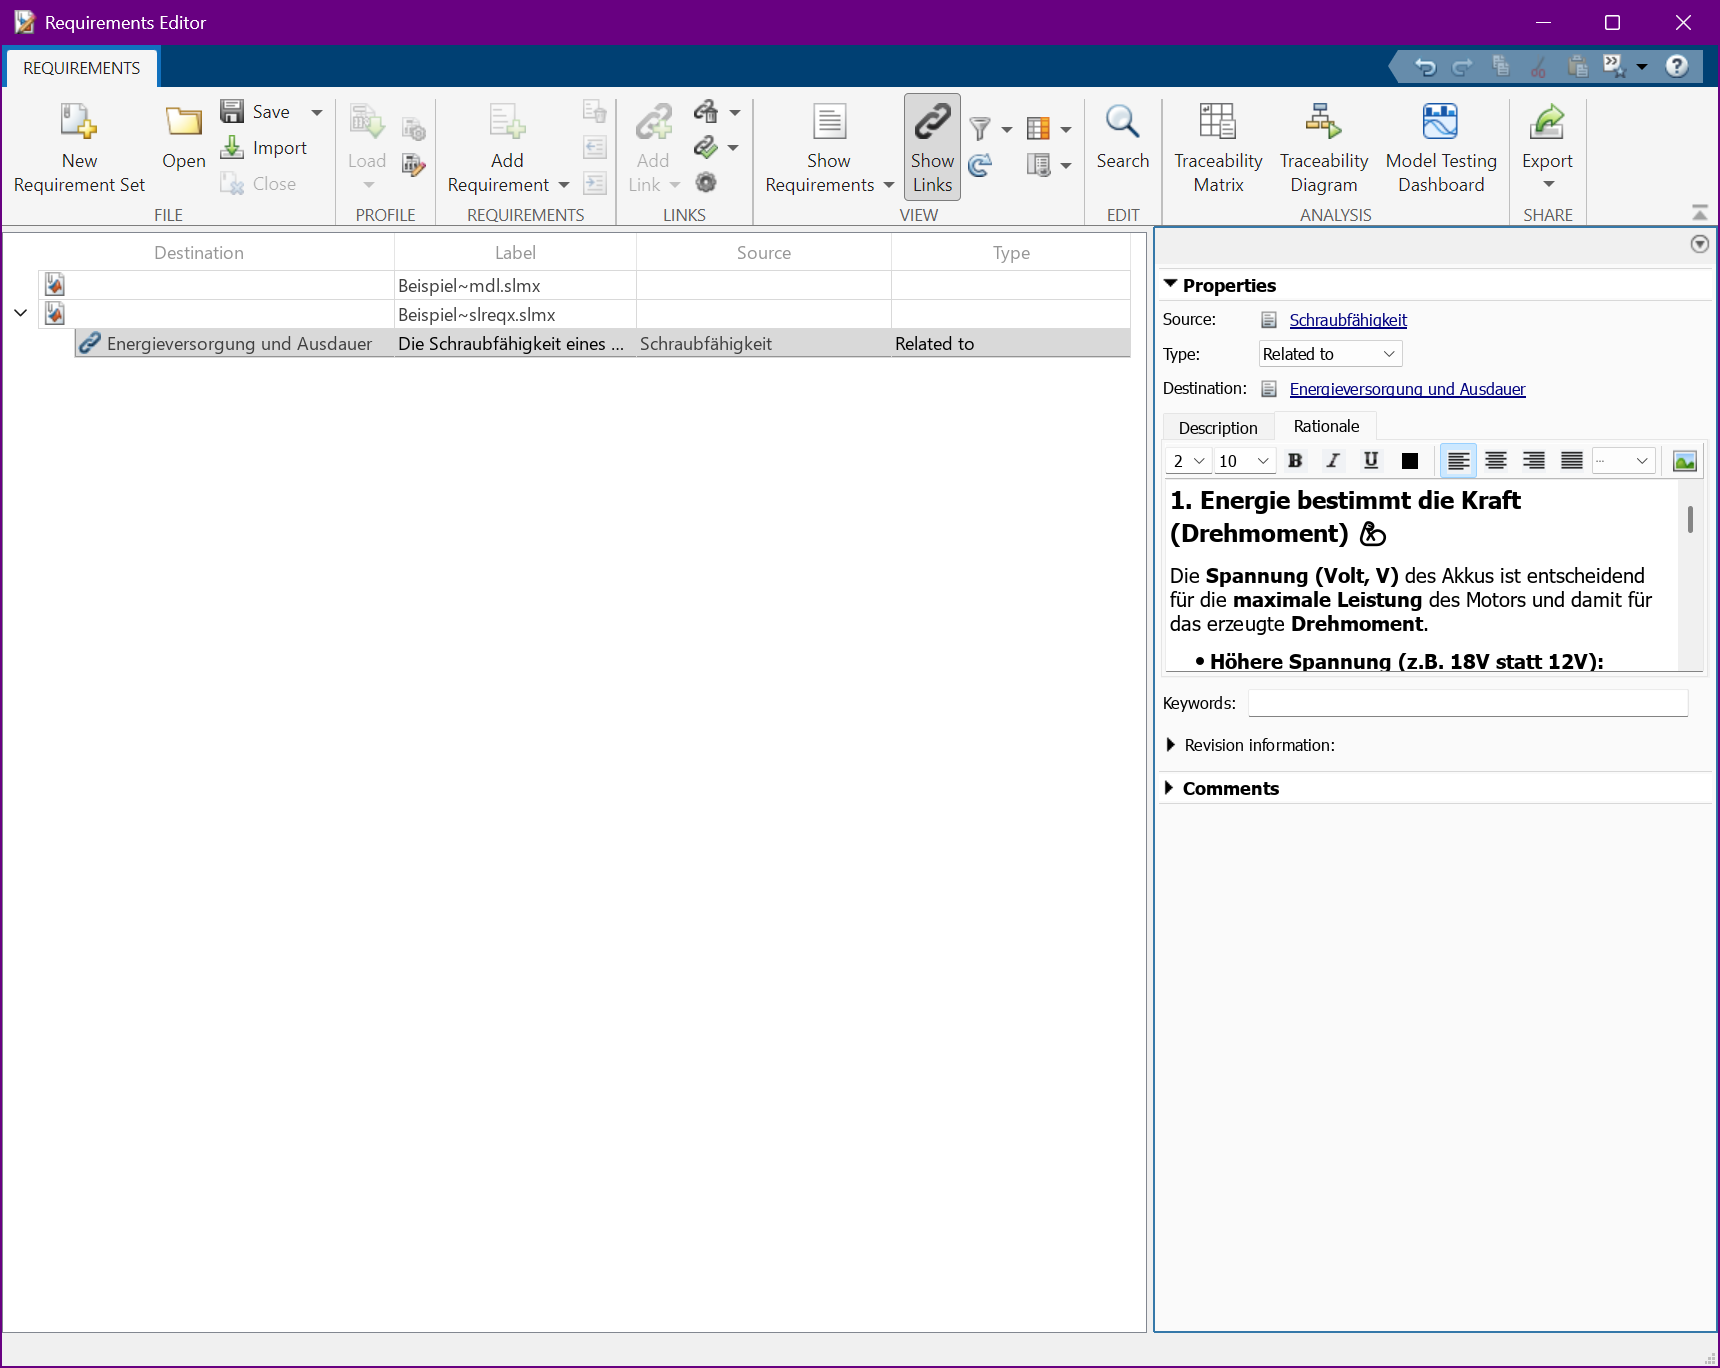 Requirements Editor
REQUIREMENTS
New
Requirement Set
Open
Save
Import
Close
FILE
Load
PROFILE
Add
Requirement
REQUIREMENTS
Add
Link
LINKS
Show
Requirements
Show
Links
VIEW
Search
EDIT
Traceability
Matrix
Traceability
Diagram
Model Testing
Dashboard
ANALYSIS
Export
SHARE
Destination Label Source Type
Beispiel~mdl.slmx
Beispiel~slreqx.slmx
Energieversorgung und Ausdauer Die Schraubfähigkeit eines ... Schraubfähigkeit Related to
Properties
Source: Schraubfähigkeit
Type: Related to
Destination: Energieversorgung und Ausdauer
Description Rationale
2 10 B I U ...
1. Energie bestimmt die Kraft
(Drehmoment) 💪
Die Spannung (Volt, V) des Akkus ist entscheidend
für die maximale Leistung des Motors und damit für
das erzeugte Drehmoment.
• Höhere Spannung (z.B. 18V statt 12V):
Keywords:
Revision information:
Comments